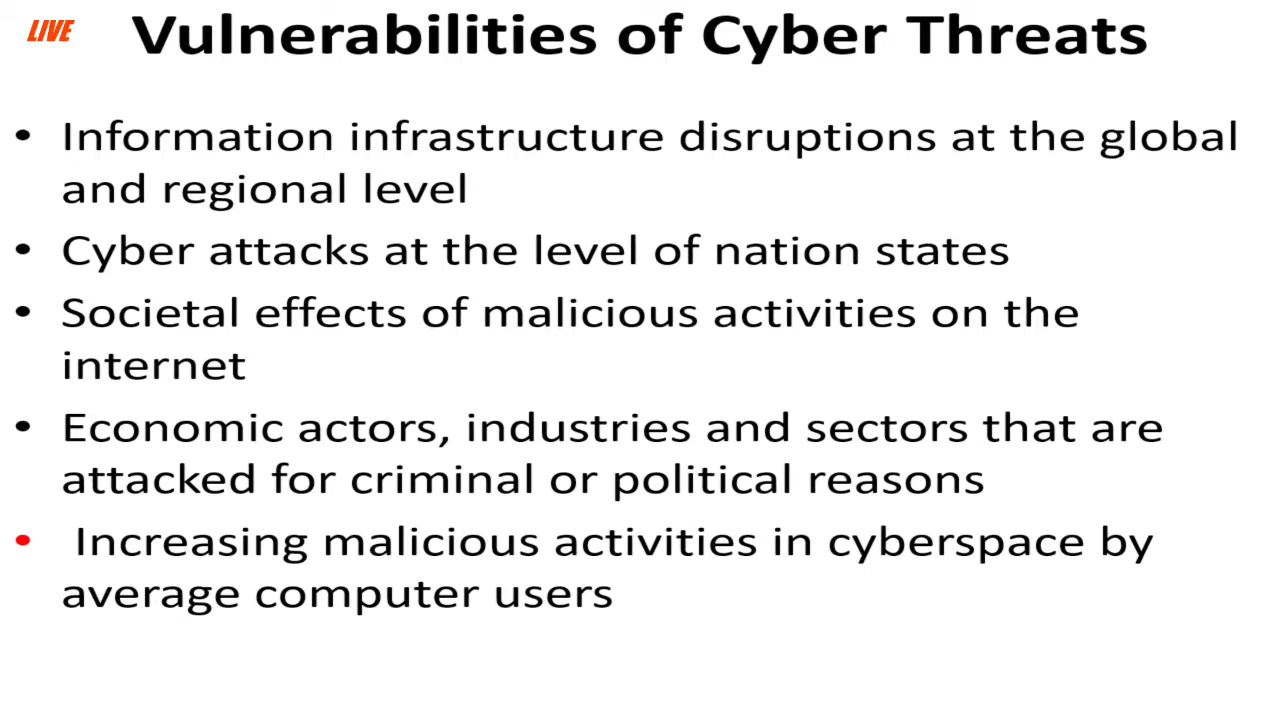 LIVE
Vulnerabilities of Cyber Threats
• Information infrastructure disruptions at the global
and regional level
• Cyber attacks at the level of nation states
• Societal effects of malicious activities on the
internet
• Economic actors, industries and sectors that are
attacked for criminal or political reasons
• Increasing malicious activities in cyberspace by
average computer users